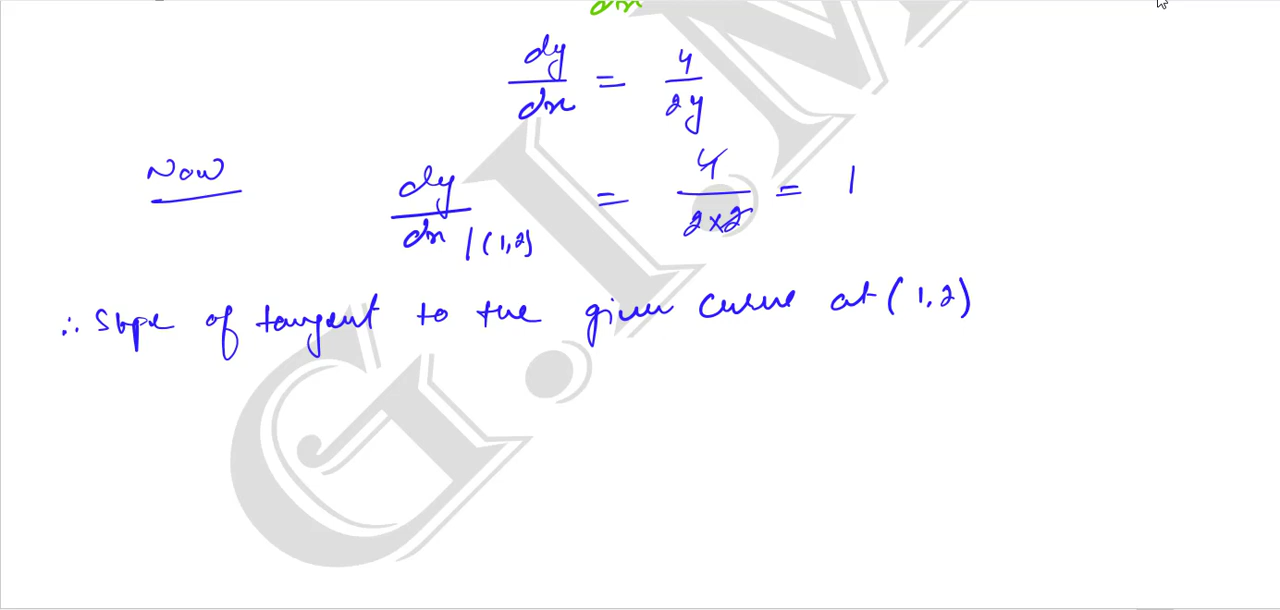 dy/dx = 4/2y
Now dy/dx |(1,2) = 4/2×2 = 1
∴ Slope of tangent to the given curve at (1,2)
G.I.M